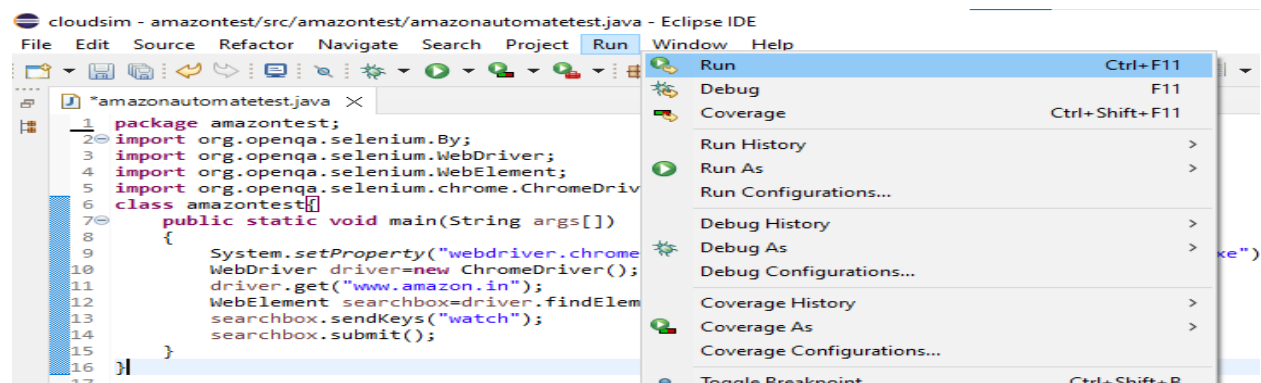 cloudsim - amazontest/src/amazontest/amazonautomatetest.java - Eclipse IDE
File Edit Source Refactor Navigate Search Project Run Window Help
*amazonautomatetest.java
1 package amazontest;
2 import org.openqa.selenium.By;
3 import org.openqa.selenium.WebDriver;
4 import org.openqa.selenium.WebElement;
5 import org.openqa.selenium.chrome.ChromeDriv
6 class amazontest{
7 public static void main(String args[])
8 {
9 System.setProperty("webdriver.chrome xe")
10 WebDriver driver=new ChromeDriver();
11 driver.get("www.amazon.in");
12 WebElement searchbox=driver.findElem
13 searchbox.sendKeys("watch");
14 searchbox.submit();
15 }
16 }
17
Run Ctrl+F11
Debug F11
Coverage Ctrl+Shift+F11
Run History >
Run As >
Run Configurations...
Debug History >
Debug As >
Debug Configurations...
Coverage History >
Coverage As >
Coverage Configurations...
Toggle Breakpoint Ctrl+Shift+B